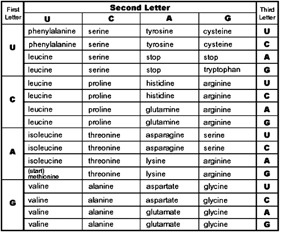 First Letter Second Letter Third Letter
U C A G
U phenylalanine serine tyrosine cysteine U
phenylalanine serine tyrosine cysteine C
leucine serine stop stop A
leucine serine stop tryptophan G
C leucine proline histidine arginine U
leucine proline histidine arginine C
leucine proline glutamine arginine A
leucine proline glutamine arginine G
A isoleucine threonine asparagine serine U
isoleucine threonine asparagine serine C
isoleucine threonine lysine arginine A
(start) methionine threonine lysine arginine G
G valine alanine aspartate glycine U
valine alanine aspartate glycine C
valine alanine glutamate glycine A
valine alanine glutamate glycine G